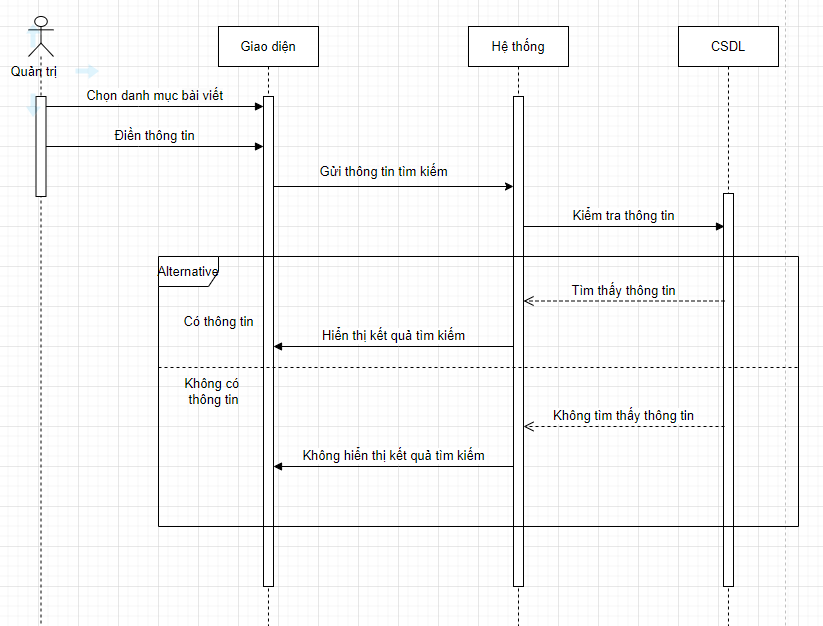 Quản trị
Giao diện
Hệ thống
CSDL
Chọn danh mục bài viết
Điền thông tin
Gửi thông tin tìm kiếm
Kiểm tra thông tin
Alternative
Tìm thấy thông tin
Có thông tin
Hiển thị kết quả tìm kiếm
Không có
thông tin
Không tìm thấy thông tin
Không hiển thị kết quả tìm kiếm